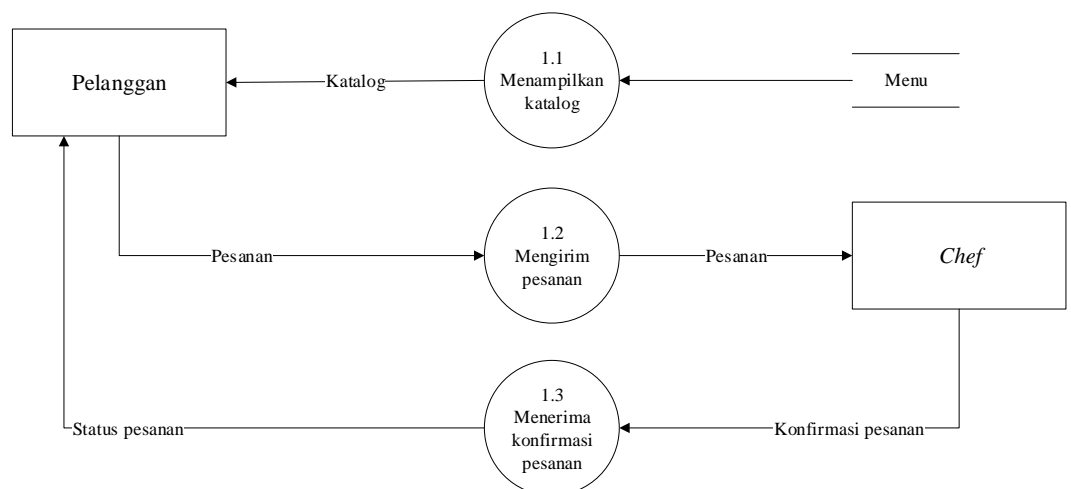 Pelanggan
Katalog
1.1
Menampilkan
katalog
Menu
Pesanan
1.2
Mengirim
pesanan
Pesanan
Chef
Status pesanan
1.3
Menerima
konfirmasi
pesanan
Konfirmasi pesanan